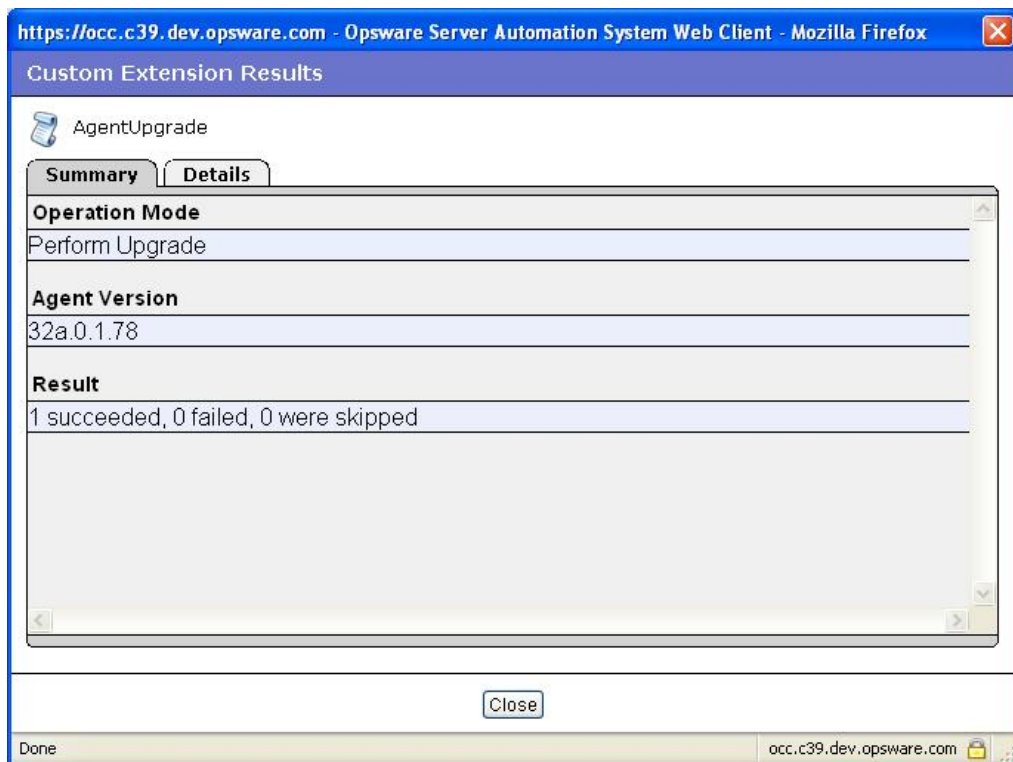 https://occ.c39.dev.opsware.com - Opsware Server Automation System Web Client - Mozilla Firefox
Custom Extension Results
AgentUpgrade
Summary Details
Operation Mode
Perform Upgrade
Agent Version
32a.0.1.78
Result
1 succeeded, 0 failed, 0 were skipped
Close
Done occ.c39.dev.opsware.com